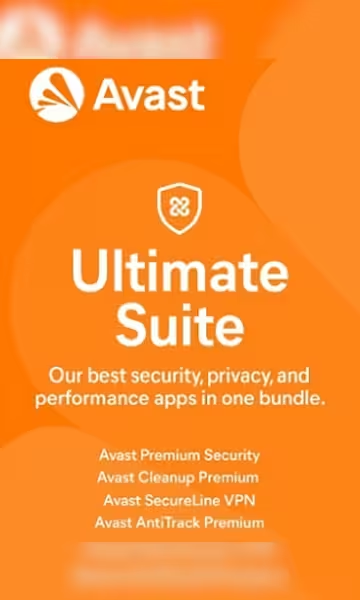 Avast
Ultimate
Suite
Our best security, privacy, and
performance apps in one bundle.
Avast Premium Security
Avast Cleanup Premium
Avast SecureLine VPN
Avast AntiTrack Premium